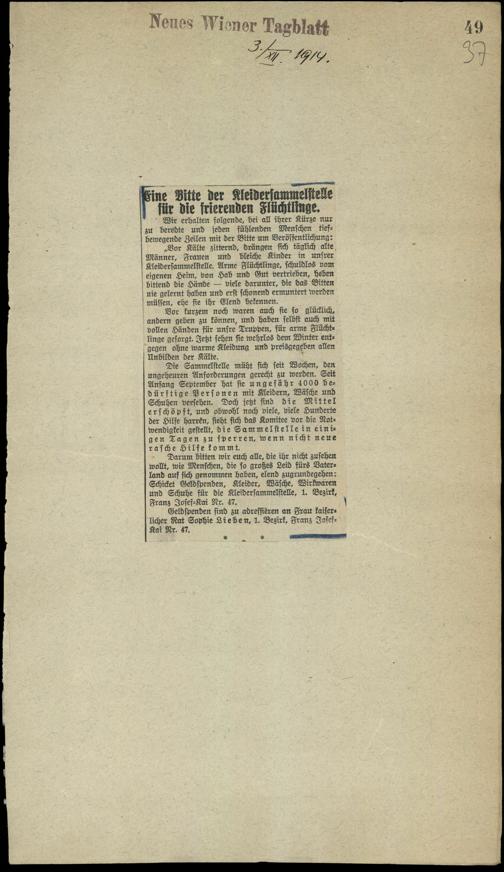 Neues Wiener Tagblatt
49
3./XII. 1914.
37
Eine Bitte der Kleidersammelstelle
für die frierenden Flüchtlinge.
Wir erhalten folgende, bei all ihrer Kürze nur
zu beredte und jeden fühlenden Menschen tief-
bewegende Zeilen mit der Bitte um Veröffentlichung:
„Vor Kälte zitternd, drängen sich täglich alte
Männer, Frauen und bleiche Kinder in unsrer
Kleidersammelstelle. Arme Flüchtlinge, schuldlos vom
eigenen Heim, von Hab und Gut vertrieben, heben
bittend die Hände — viele darunter, die das Bitten
nie gelernt haben und erst schonend ermuntert werden
müssen, ehe sie ihr Elend bekennen.
Vor kurzem noch waren auch sie so glücklich,
andern geben zu können, und haben selbst auch mit
vollen Händen für unsre Truppen, für arme Flücht-
linge gesorgt. Jetzt sehen sie wehrlos dem Winter ent-
gegen ohne warme Kleidung und preisgegeben allen
Unbilden der Kälte.
Die Sammelstelle müht sich seit Wochen, den
ungeheuren Anforderungen gerecht zu werden. Seit
Anfang September hat sie ungefähr 4000 be-
dürftige Personen mit Kleidern, Wäsche und
Schuhen versehen. Doch jetzt sind die Mittel
erschöpft, und obwohl noch viele, viele Hunderte
der Hilfe harren, sieht sich das Komitee vor die Not-
wendigkeit gestellt, die Sammelstelle in eini-
gen Tagen zu sperren, wenn nicht neue
rasche Hilfe kommt.
Darum bitten wir euch alle, die ihr nicht zusehen
wollt, wie Menschen, die so großes Leid fürs Vater-
land auf sich genommen haben, elend zugrundegehen:
Schicket Geldspenden, Kleider, Wäsche, Wirkwaren
und Schuhe für die Kleidersammelstelle, 1. Bezirk,
Franz Josef-Kai Nr. 47.
Geldspenden sind zu adressieren an Frau kaiser-
licher Rat Sophie Lieben, 1. Bezirk, Franz Josef-
Kai Nr. 47.